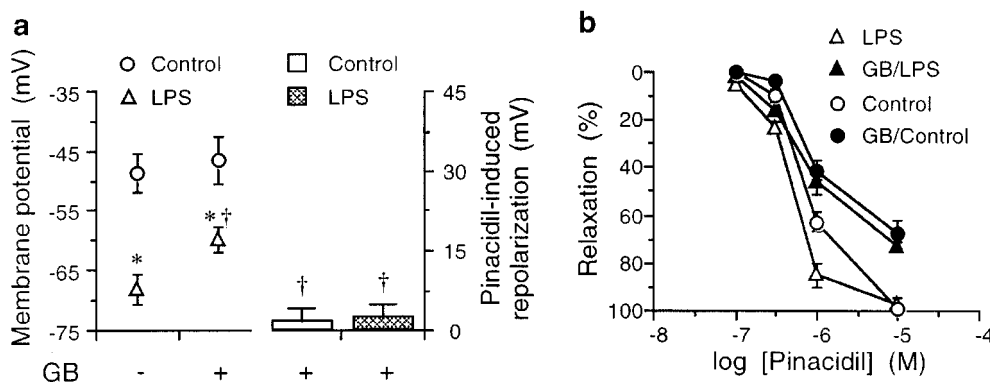 a
Membrane potential (mV)
Control
LPS
-35
-45
-55
-65
-75
*
*†
Control
LPS
†
†
45
30
15
0
Pinacidil-induced
repolarization (mV)
GB - + + +
b
LPS
GB/LPS
Control
GB/Control
Relaxation (%)
0
20
40
60
80
100
-7 -6 -5 -4
log [Pinacidil] (M)